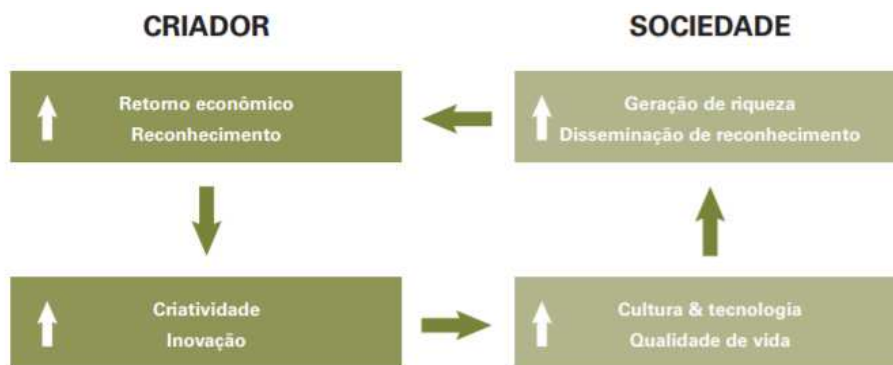 CRIADOR
SOCIEDADE
Retorno econômico
Reconhecimento
Geração de riqueza
Disseminação de reconhecimento
Criatividade
Inovação
Cultura & tecnologia
Qualidade de vida